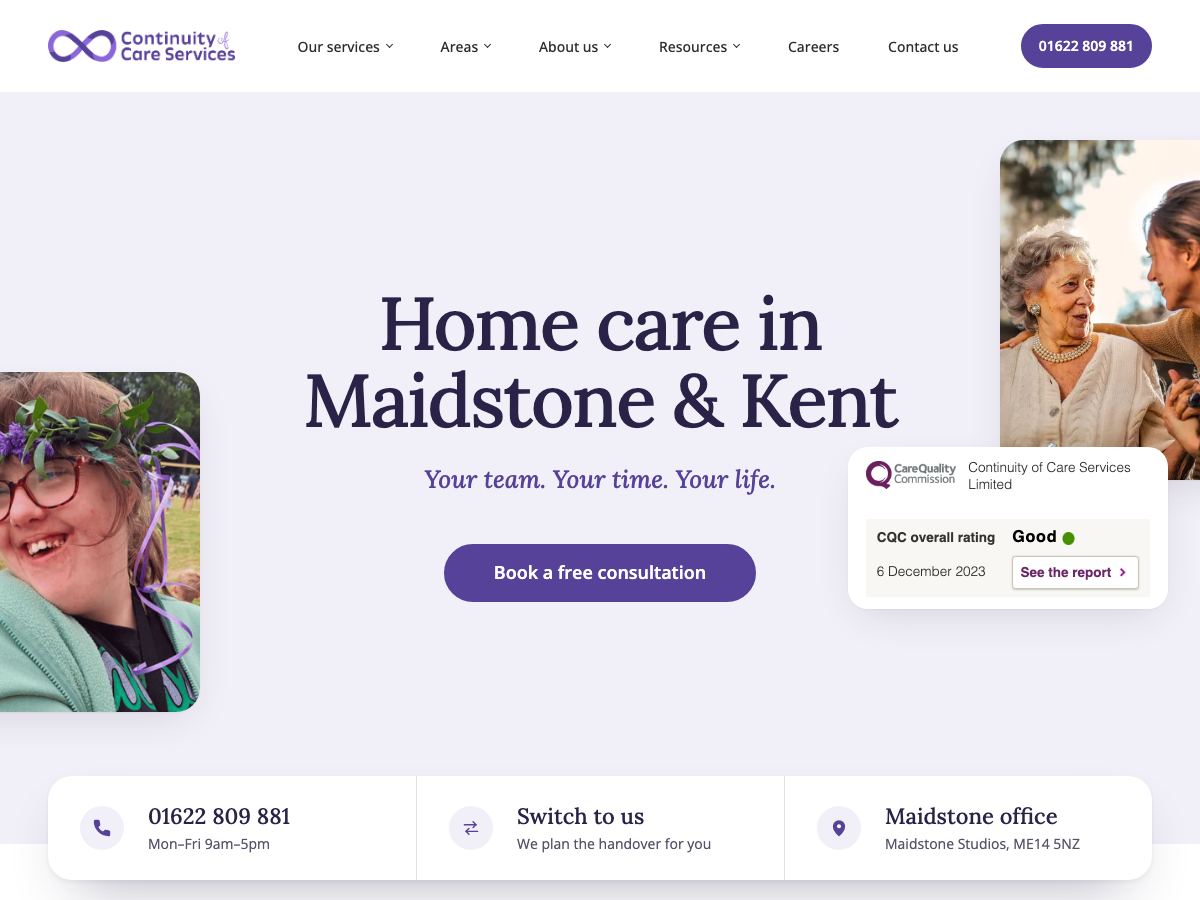 Continuity of
Care Services
Our services
Areas
About us
Resources
Careers
Contact us
01622 809 881
Home care in
Maidstone & Kent
Your team. Your time. Your life.
Book a free consultation
CareQuality
Commission
Continuity of Care Services
Limited
CQC overall rating
Good
6 December 2023
See the report
01622 809 881
Mon–Fri 9am–5pm
Switch to us
We plan the handover for you
Maidstone office
Maidstone Studios, ME14 5NZ